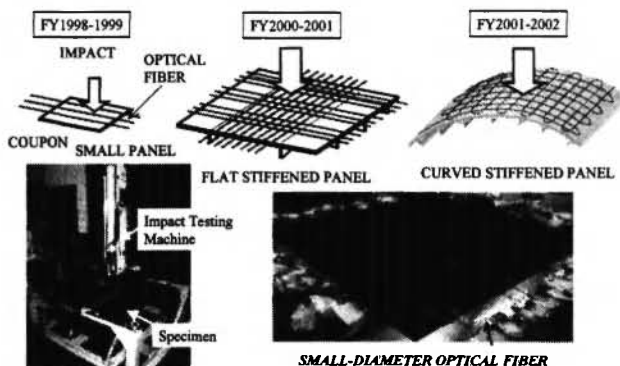 FY1998-1999
FY2000-2001
FY2001-2002
IMPACT
OPTICAL
FIBER
COUPON
SMALL PANEL
FLAT STIFFENED PANEL
CURVED STIFFENED PANEL
Impact Testing
Machine
Specimen
SMALL-DIAMETER OPTICAL FIBER